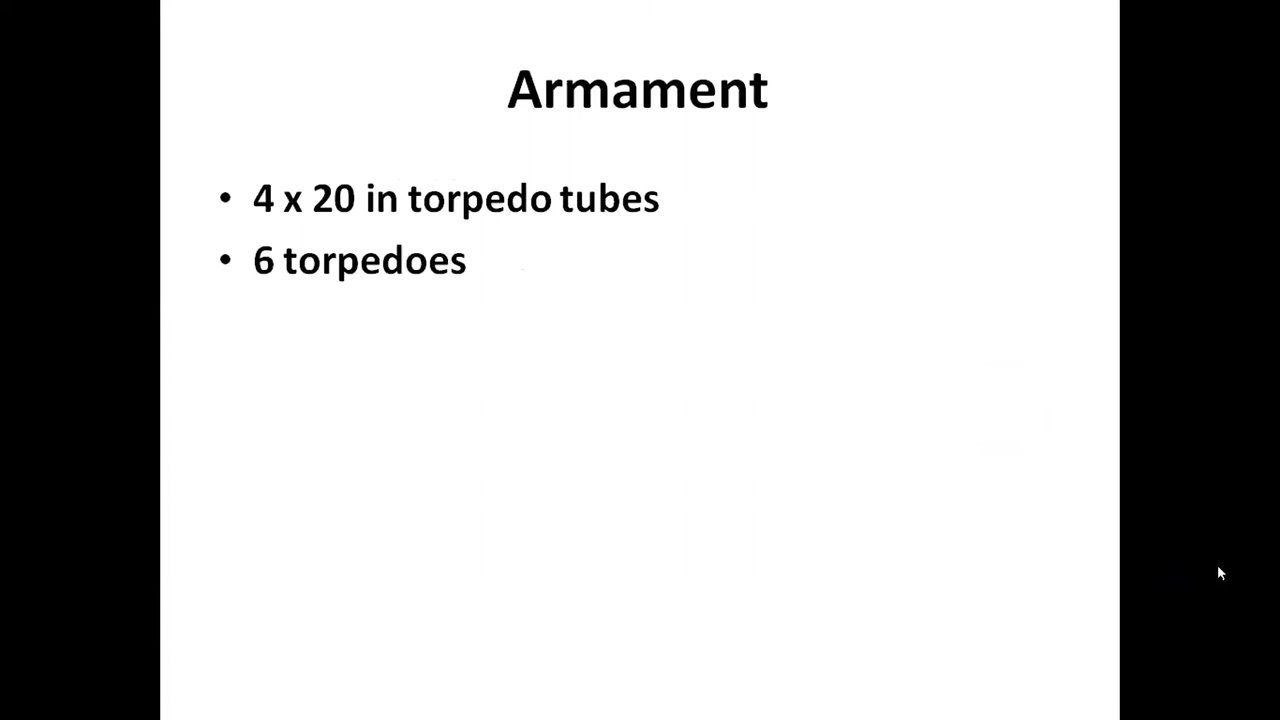 Armament
• 4 x 20 in torpedo tubes
• 6 torpedoes